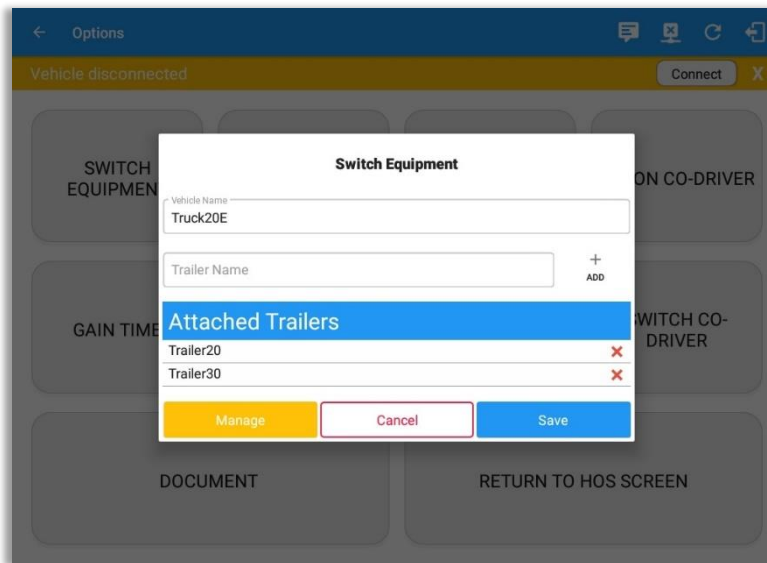 Options
Vehicle disconnected
Connect
X
SWITCH
EQUIPMEN
ON CO-DRIVER
Switch Equipment
Vehicle Name
Truck20E
Trailer Name
+
ADD
GAIN TIME
Attached Trailers
WITCH CO-
DRIVER
Trailer20
Trailer30
Manage
Cancel
Save
DOCUMENT
RETURN TO HOS SCREEN